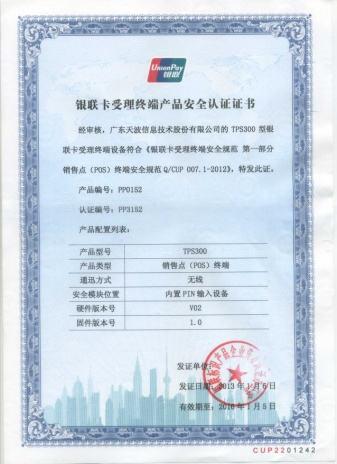 UnionPay
银联
银联卡受理终端产品安全认证证书
经审核，广东天波信息技术股份有限公司的 TPS300 型银
联卡受理终端设备符合《银联卡受理终端安全规范 第一部分
销售点（POS）终端安全规范 Q/CUP 007.1-2012》，特发此证。
产品编号：PP0152
认证编号：PP3152
产品配置列表：
产品型号 TPS300
产品类型 销售点（POS）终端
通迅方式 无线
安全模块位置 内置 PIN 输入设备
硬件版本号 V02
固件版本号 1.0
发证单位：
发证日期：2013 年 1 月 6 日
有效期至：2016 年 1 月 5 日
CUP2201242